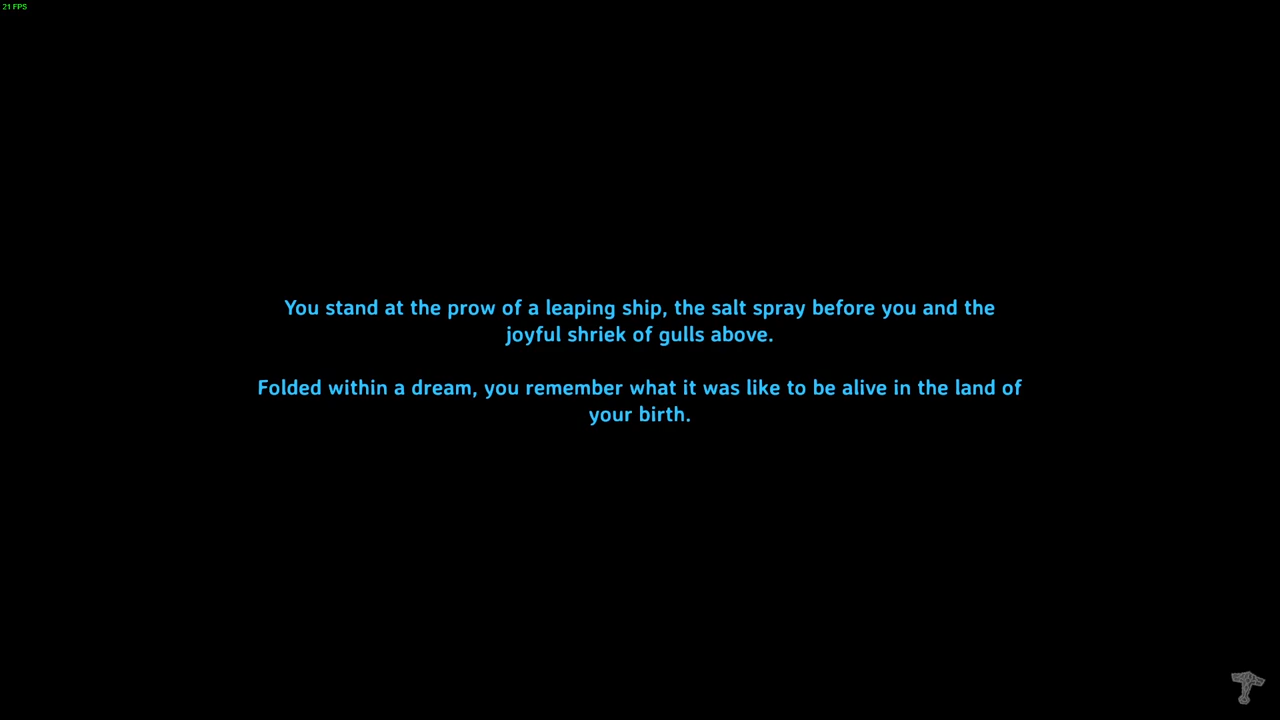 21 FPS
You stand at the prow of a leaping ship, the salt spray before you and the
joyful shriek of gulls above.
Folded within a dream, you remember what it was like to be alive in the land of
your birth.